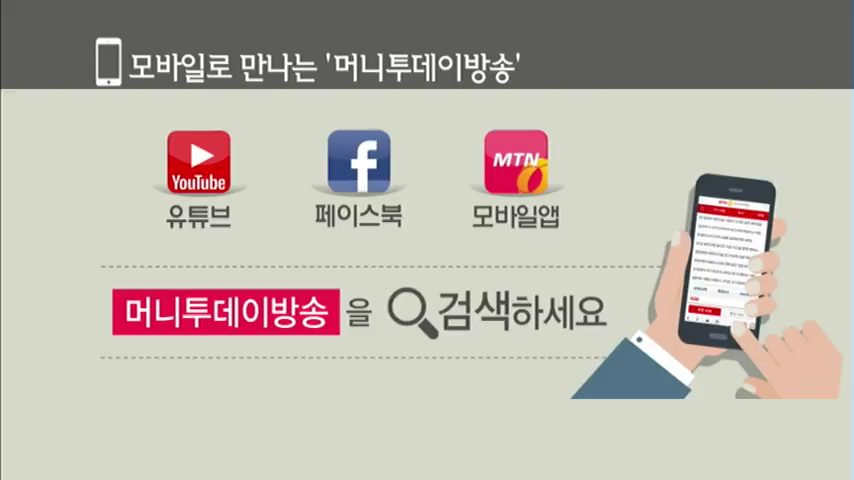 모바일로 만나는 '머니투데이방송'
YouTube
MTN
유튜브
페이스북
모바일앱
머니투데이방송을 검색하세요